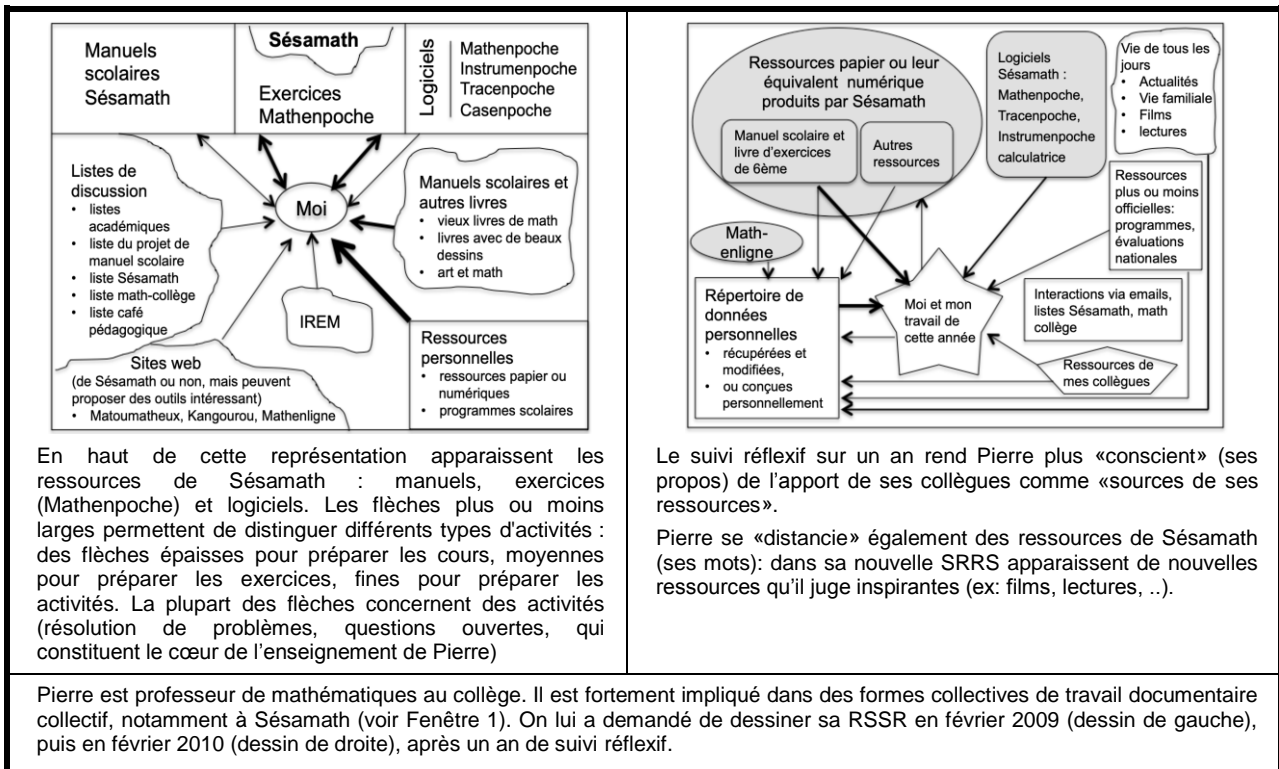 Manuels
scolaires
Sésamath
Sésamath
Exercices
Mathenpoche
Logiciels
Mathenpoche
Instrumenpoche
Tracenpoche
Casenpoche
Listes de
discussion
• listes
académiques
• liste du projet de
manuel scolaire
• liste Sésamath
• liste math-collège
• liste café
pédagogique
Moi
Manuels scolaires et
autres livres
• vieux livres de math
• livres avec de beaux
dessins
• art et math
IREM
Sites web
(de Sésamath ou non, mais peuvent
proposer des outils intéressant)
• Matoumatheux, Kangourou, Mathenligne
Ressources
personnelles
• ressources papier ou
numériques
• programmes scolaires
En haut de cette représentation apparaissent les
ressources de Sésamath : manuels, exercices
(Mathenpoche) et logiciels. Les flèches plus ou moins
larges permettent de distinguer différents types d'activités :
des flèches épaisses pour préparer les cours, moyennes
pour préparer les exercices, fines pour préparer les
activités. La plupart des flèches concernent des activités
(résolution de problèmes, questions ouvertes, qui
constituent le cœur de l'enseignement de Pierre)
Ressources papier ou leur
équivalent numérique
produits par Sésamath
Manuel scolaire et
livre d'exercices
de 6ème
Autres
ressources
Logiciels
Sésamath :
Mathenpoche,
Tracenpoche,
Instrumenpoche
calculatrice
Vie de tous les
jours
• Actualités
• Vie familiale
• Films
• lectures
Ressources
plus ou moins
officielles:
programmes,
évaluations
nationales
Math-
enligne
Répertoire de
données
personnelles
• récupérées et
modifiées,
• ou conçues
personnellement
Moi et mon
travail de
cette année
Interactions via emails,
listes Sésamath, math
collège
Ressources de
mes collègues
Le suivi réflexif sur un an rend Pierre plus «conscient» (ses
propos) de l'apport de ses collègues comme «sources de ses
ressources».
Pierre se «distancie» également des ressources de Sésamath
(ses mots): dans sa nouvelle SRRS apparaissent de nouvelles
ressources qu'il juge inspirantes (ex: films, lectures, ..).
Pierre est professeur de mathématiques au collège. Il est fortement impliqué dans des formes collectives de travail documentaire
collectif, notamment à Sésamath (voir Fenêtre 1). On lui a demandé de dessiner sa RSSR en février 2009 (dessin de gauche),
puis en février 2010 (dessin de droite), après un an de suivi réflexif.